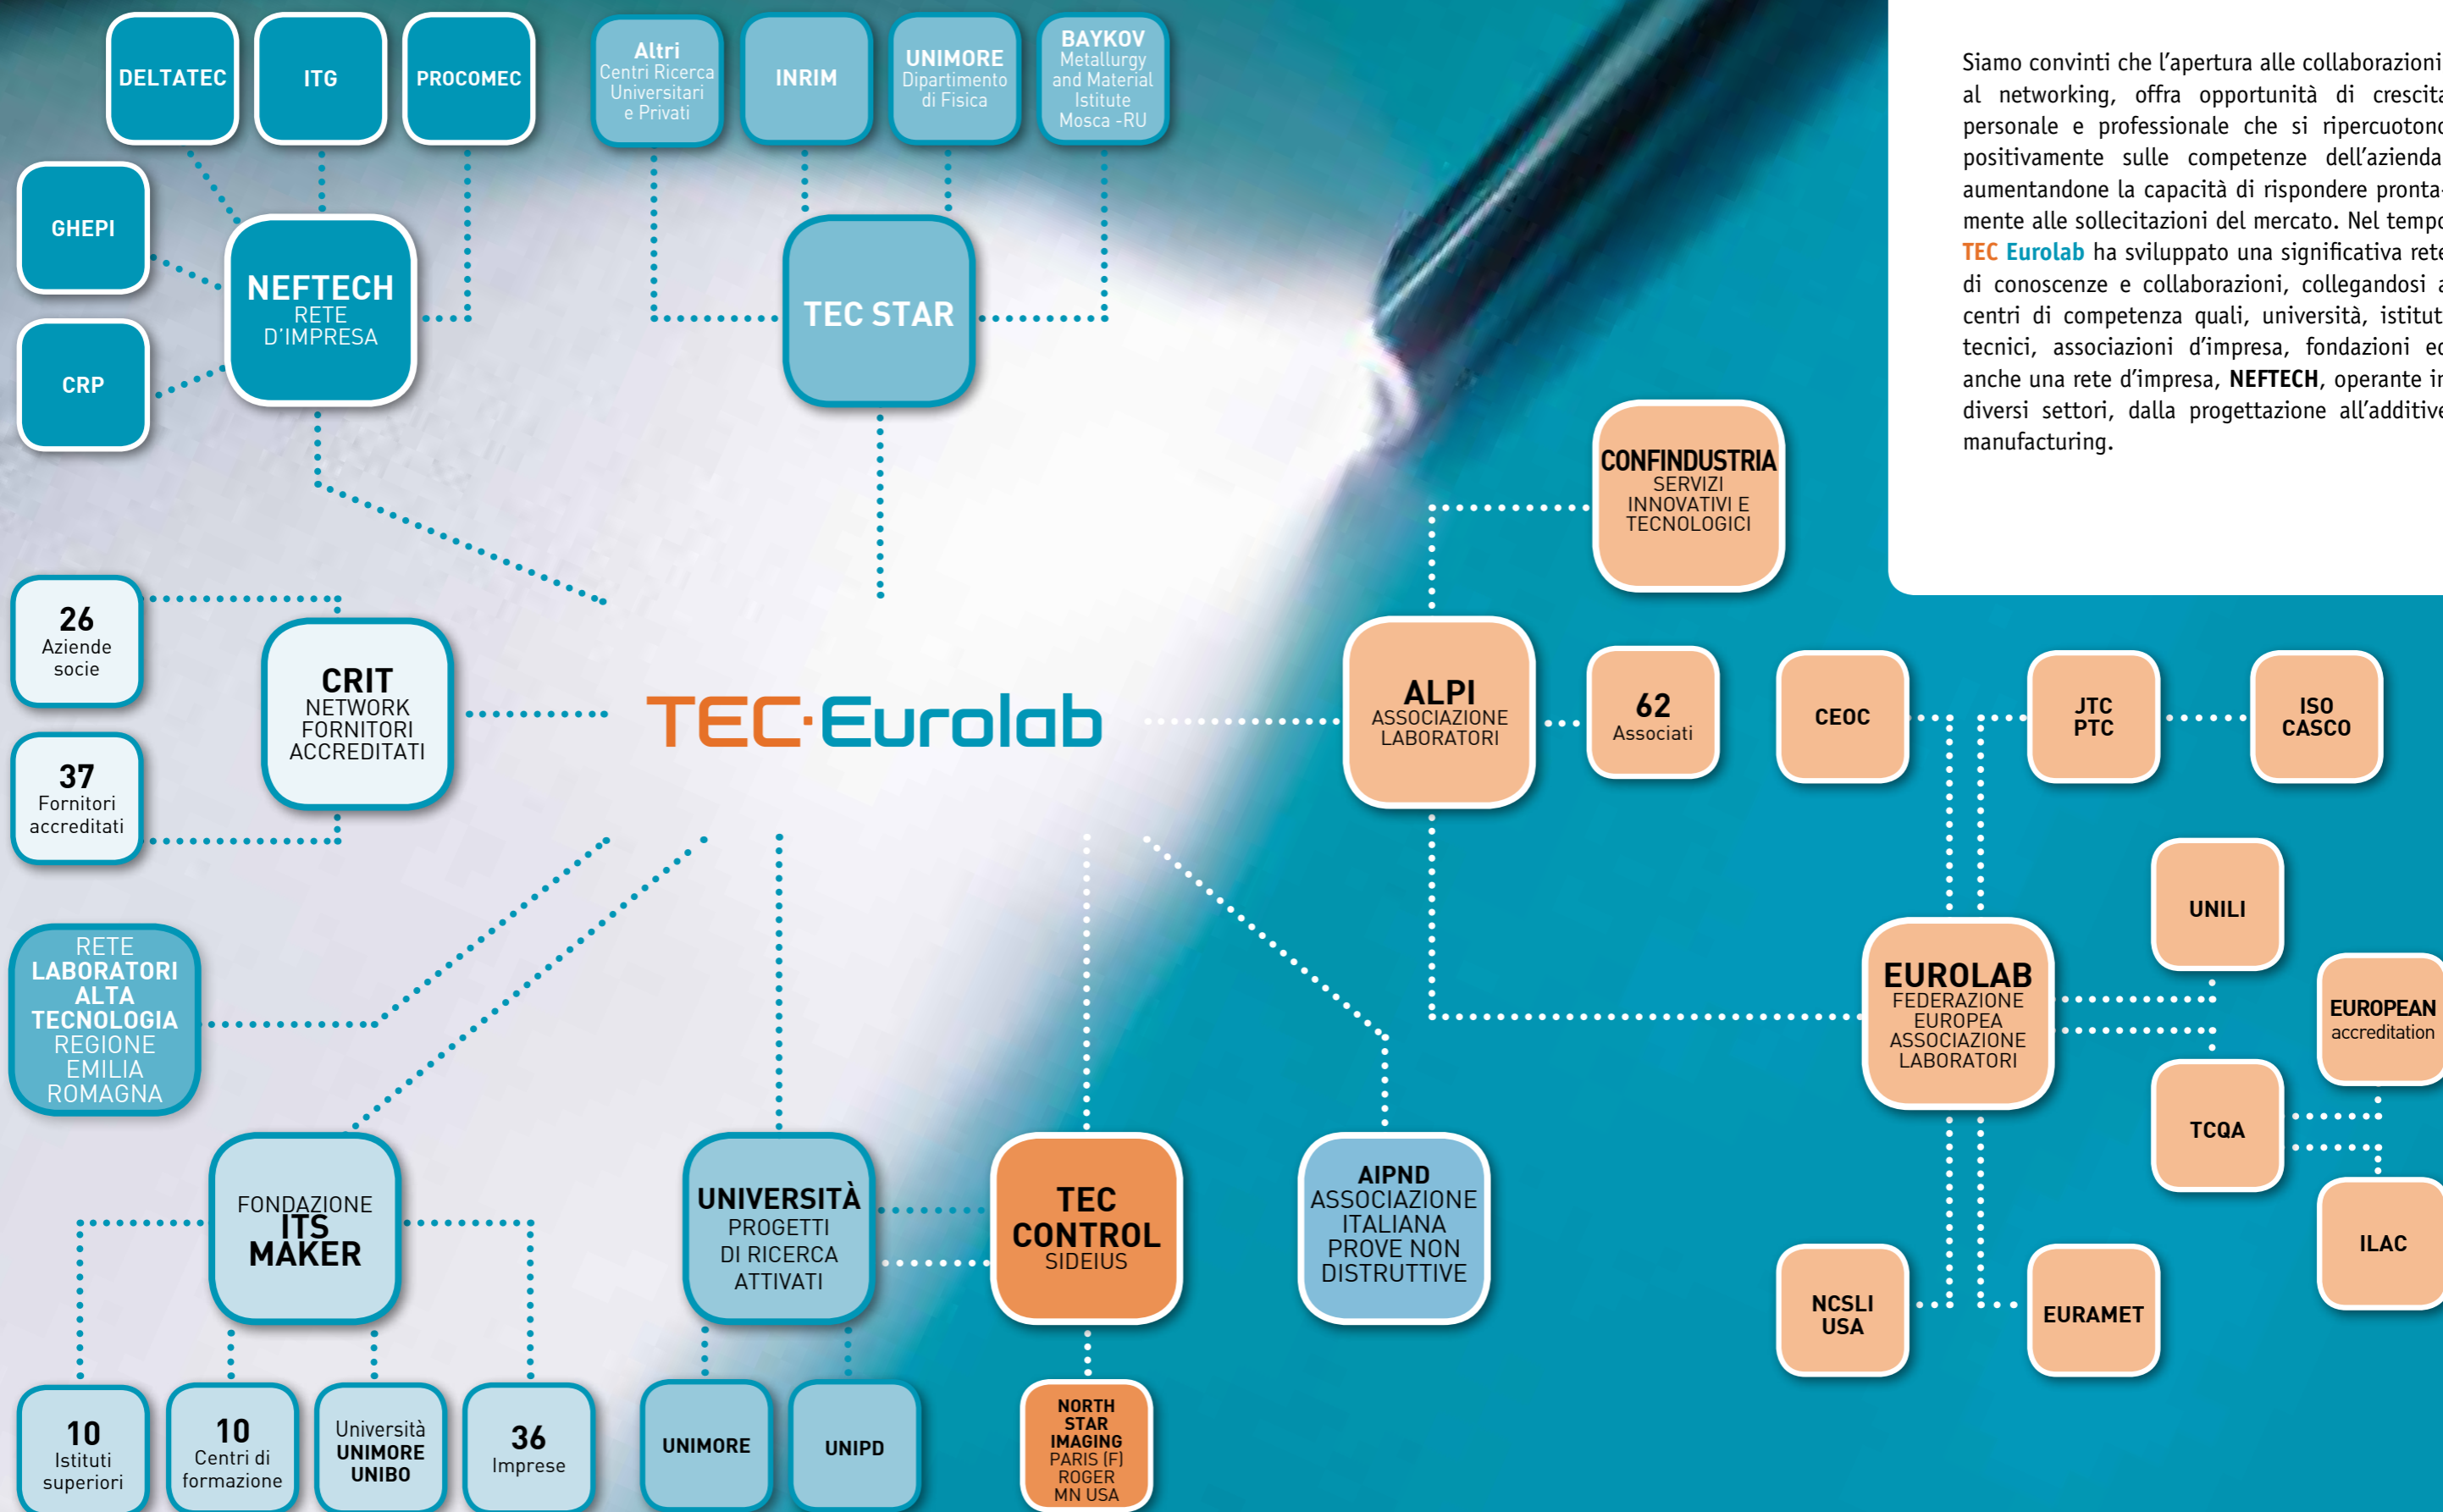 DELTATEC
ITG
PROCOMEC
GHEPI
CRP
NEFTECH
RETE
D'IMPRESA
Altri
Centri Ricerca
Universitari
e Privati
INRIM
UNIMORE
Dipartimento
di Fisica
BAYKOV
Metallurgy
and Material
Istitute
Mosca -RU
TEC STAR
Siamo convinti che l'apertura alle collaborazioni
al networking, offra opportunità di crescita
personale e professionale che si ripercuotono
positivamente sulle competenze dell'azienda
aumentandone la capacità di rispondere pronta-
mente alle sollecitazioni del mercato. Nel tempo
TEC Eurolab ha sviluppato una significativa rete
di conoscenze e collaborazioni, collegandosi a
centri di competenza quali, università, istituti
tecnici, associazioni d'impresa, fondazioni ed
anche una rete d'impresa, NEFTECH, operante in
diversi settori, dalla progettazione all'additive
manufacturing.
CONFINDUSTRIA
SERVIZI
INNOVATIVI E
TECNOLOGICI
26
Aziende
socie
37
Fornitori
accreditati
CRIT
NETWORK
FORNITORI
ACCREDITATI
TEC·Eurolab
ALPI
ASSOCIAZIONE
LABORATORI
62
Associati
CEOC
JTC
PTC
ISO
CASCO
UNILI
EUROLAB
FEDERAZIONE
EUROPEA
ASSOCIAZIONE
LABORATORI
EUROPEAN
accreditation
TCQA
ILAC
NCSLI
USA
EURAMET
RETE
LABORATORI
ALTA
TECNOLOGIA
REGIONE
EMILIA
ROMAGNA
FONDAZIONE
ITS
MAKER
10
Istituti
superiori
10
Centri di
formazione
Università
UNIMORE
UNIBO
36
Imprese
UNIVERSITÀ
PROGETTI
DI RICERCA
ATTIVATI
UNIMORE
UNIPD
TEC
CONTROL
SIDEIUS
NORTH
STAR
IMAGING
PARIS (F)
ROGER
MN USA
AIPND
ASSOCIAZIONE
ITALIANA
PROVE NON
DISTRUTTIVE